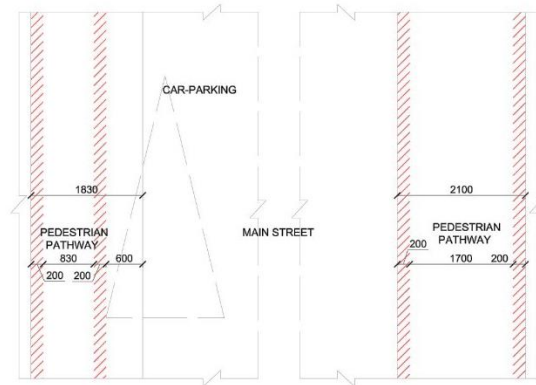 CAR-PARKING
1830
2100
PEDESTRIAN
PATHWAY
MAIN STREET
PEDESTRIAN
PATHWAY
200
830
600
1700
200
200
200